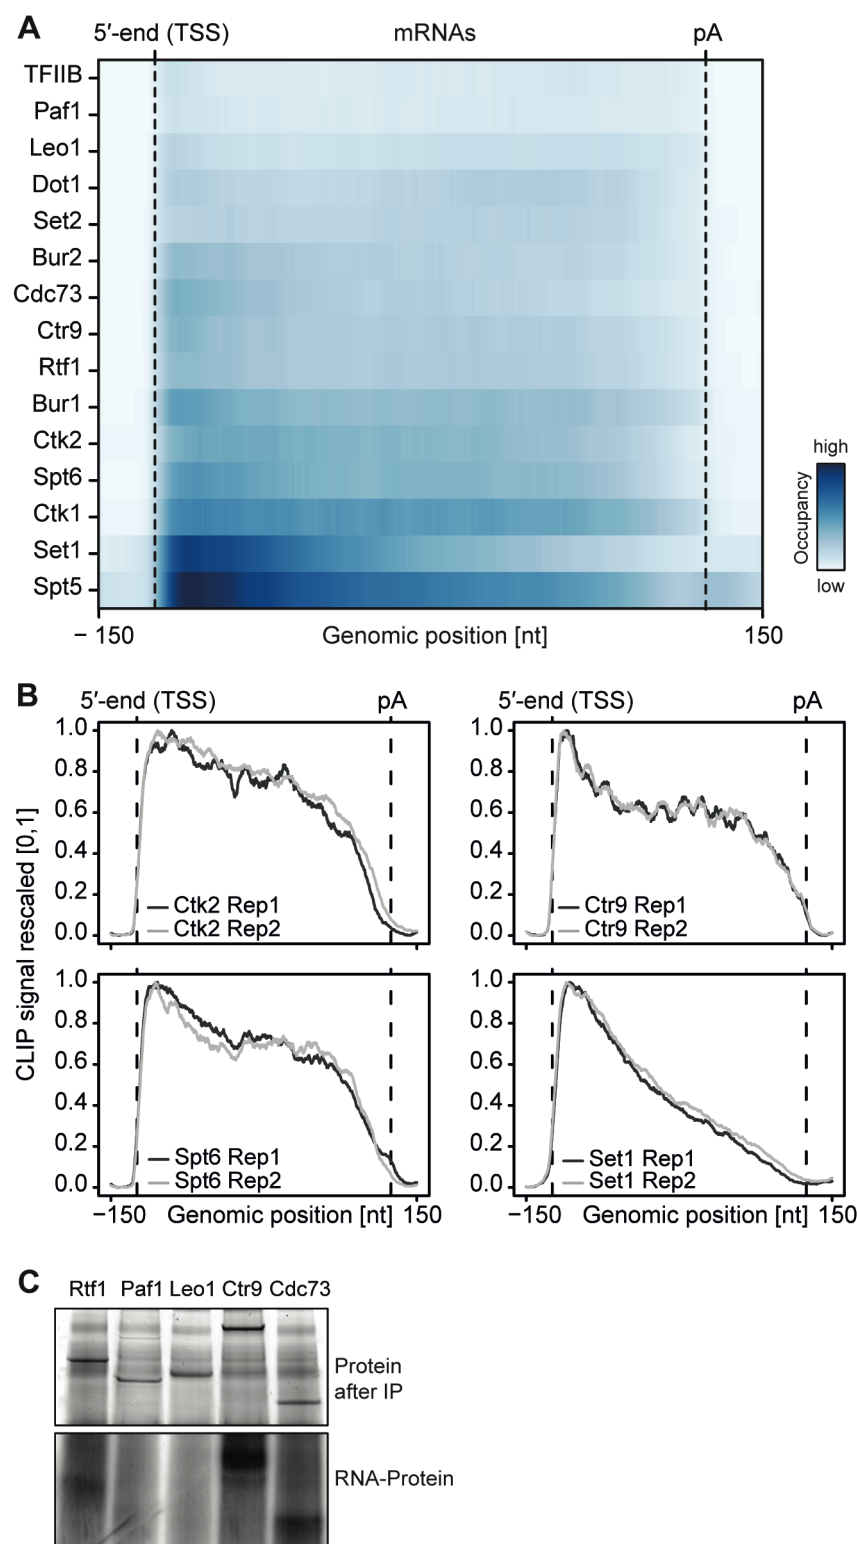 A
5′-end (TSS) mRNAs pA
TFIIB
Paf1
Leo1
Dot1
Set2
Bur2
Cdc73
Ctr9
Rtf1
Bur1
Ctk2
Spt6
Ctk1
Set1
Spt5
high
Occupancy
low
− 150 Genomic position [nt] 150
B
5′-end (TSS) pA 5′-end (TSS) pA
CLIP signal rescaled [0,1]
1.0
0.8
0.6
0.4
0.2
0.0
Ctk2 Rep1
Ctk2 Rep2
1.0
0.8
0.6
0.4
0.2
0.0
Ctr9 Rep1
Ctr9 Rep2
1.0
0.8
0.6
0.4
0.2
0.0
Spt6 Rep1
Spt6 Rep2
−150 Genomic position [nt] 150
1.0
0.8
0.6
0.4
0.2
0.0
Set1 Rep1
Set1 Rep2
−150 Genomic position [nt] 150
C
Rtf1 Paf1 Leo1 Ctr9 Cdc73
Protein
after IP
RNA-Protein